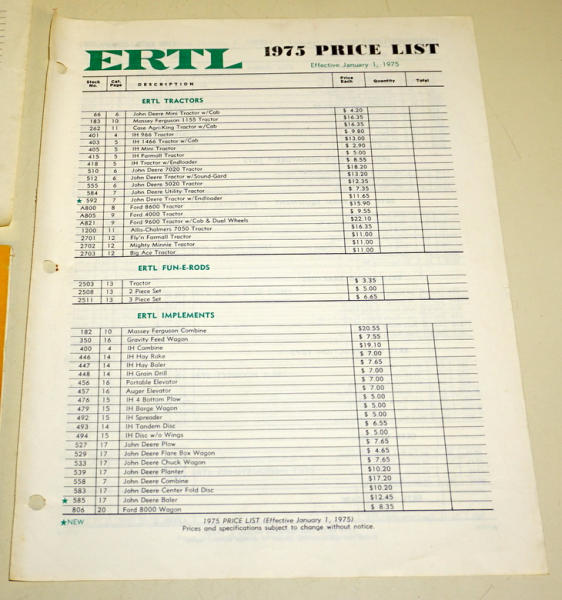 ERTL 1975 PRICE LIST
Effective January 1, 1975
Stock No. Cat. Page DESCRIPTION Price Each Quantity Total
ERTL TRACTORS
66 6 John Deere Mini Tractor w/Cab $ 4.20
183 10 Massey Ferguson 1155 Tractor $16.35
262 11 Case Agri-King Tractor w/Cab $16.35
401 4 IH 966 Tractor $ 9.80
403 5 IH 1466 Tractor w/Cab $13.00
405 5 IH Mini Tractor $ 2.90
415 5 IH Farmall Tractor $ 5.00
418 5 IH Tractor w/Endloader $ 8.55
510 6 John Deere 7020 Tractor $18.20
512 6 John Deere Tractor w/Sound-Gard $13.20
555 6 John Deere 5020 Tractor $12.35
584 7 John Deere Utility Tractor $ 7.35
★ 592 7 John Deere Tractor w/Endloader $11.65
A800 8 Ford 8600 Tractor $15.90
A805 9 Ford 4000 Tractor $ 9.55
A821 9 Ford 9600 Tractor w/Cab & Duel Wheels $22.10
1200 11 Allis-Chalmers 7050 Tractor $16.35
2701 12 Fly'n Farmall Tractor $11.00
2702 12 Mighty Minnie Tractor $11.00
2703 12 Big Ace Tractor $11.00
ERTL FUN-E-RODS
2503 13 Tractor $ 3.35
2508 13 2 Piece Set $ 5.00
2511 13 3 Piece Set $ 6.65
ERTL IMPLEMENTS
182 10 Massey Ferguson Combine $20.55
350 16 Gravity Feed Wagon $ 7.55
400 4 IH Combine $19.10
446 14 IH Hay Rake $ 7.00
447 14 IH Hay Baler $ 7.65
448 14 IH Grain Drill $ 7.00
456 16 Portable Elevator $ 7.00
457 16 Auger Elevator $ 7.00
476 15 IH 4 Bottom Plow $ 5.00
479 15 IH Barge Wagon $ 5.00
492 15 IH Spreader $ 5.00
493 14 IH Tandem Disc $ 6.55
494 15 IH Disc w/o Wings $ 5.00
527 17 John Deere Plow $ 7.65
529 17 John Deere Flare Box Wagon $ 4.65
533 17 John Deere Chuck Wagon $ 7.65
539 17 John Deere Planter $10.20
558 7 John Deere Combine $17.20
583 17 John Deere Center Fold Disc $10.20
★ 585 17 John Deere Baler $12.45
806 20 Ford 8000 Wagon $ 8.35
★NEW 1975 PRICE LIST (Effective January 1, 1975)
Prices and specifications subject to change without notice.